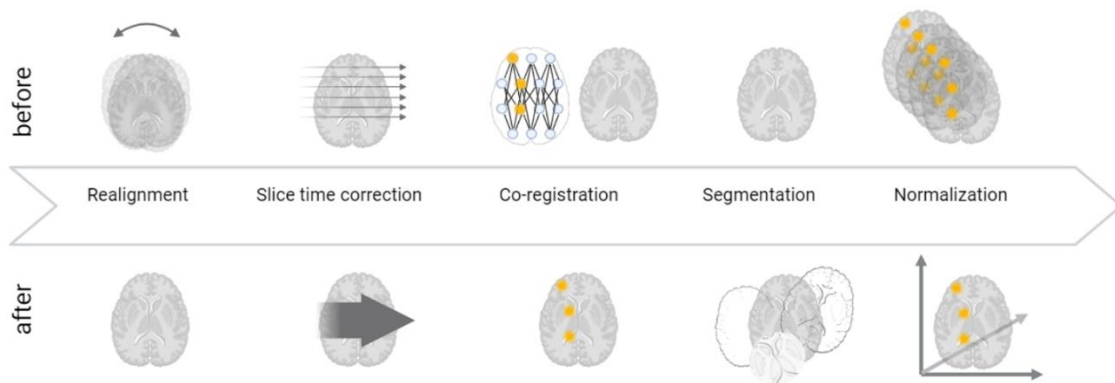 before
Realignment
Slice time correction
Co-registration
Segmentation
Normalization
after